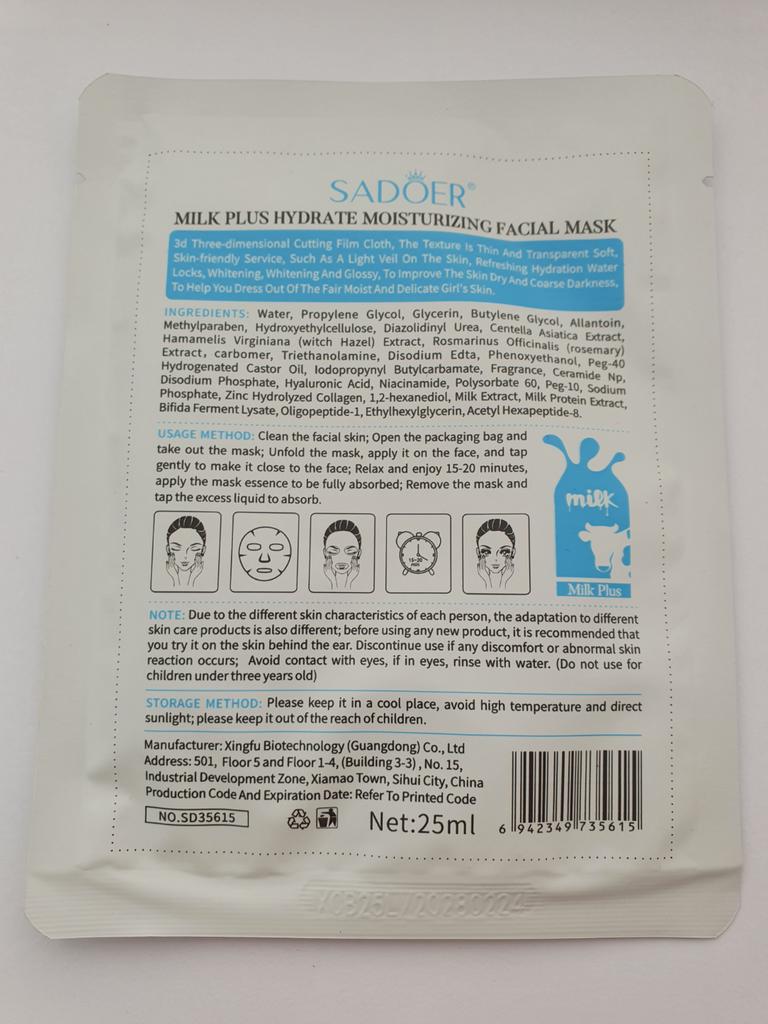 SADOER®
MILK PLUS HYDRATE MOISTURIZING FACIAL MASK
3d Three-dimensional Cutting Film Cloth, The Texture Is Thin And Transparent Soft,
Skin-friendly Service, Such As A Light Veil On The Skin, Refreshing Hydration Water
Locks, Whitening, Whitening And Glossy, To Improve The Skin Dry And Coarse Darkness,
To Help You Dress Out Of The Fair Moist And Delicate Girl's Skin.
INGREDIENTS: Water, Propylene Glycol, Glycerin, Butylene Glycol, Allantoin,
Methylparaben, Hydroxyethylcellulose, Diazolidinyl Urea, Centella Asiatica Extract,
Hamamelis Virginiana (witch Hazel) Extract, Rosmarinus Officinalis (rosemary)
Extract, carbomer, Triethanolamine, Disodium Edta, Phenoxyethanol, Peg-40
Hydrogenated Castor Oil, Iodopropynyl Butylcarbamate, Fragrance, Ceramide Np,
Disodium Phosphate, Hyaluronic Acid, Niacinamide, Polysorbate 60, Peg-10, Sodium
Phosphate, Zinc Hydrolyzed Collagen, 1,2-hexanediol, Milk Extract, Milk Protein Extract,
Bifida Ferment Lysate, Oligopeptide-1, Ethylhexylglycerin, Acetyl Hexapeptide-8.
USAGE METHOD: Clean the facial skin; Open the packaging bag and
take out the mask; Unfold the mask, apply it on the face, and tap
gently to make it close to the face; Relax and enjoy 15-20 minutes,
apply the mask essence to be fully absorbed; Remove the mask and
tap the excess liquid to absorb.
milk
Milk Plus
15-20
min
NOTE: Due to the different skin characteristics of each person, the adaptation to different
skin care products is also different; before using any new product, it is recommended that
you try it on the skin behind the ear. Discontinue use if any discomfort or abnormal skin
reaction occurs; Avoid contact with eyes, if in eyes, rinse with water. (Do not use for
children under three years old)
STORAGE METHOD: Please keep it in a cool place, avoid high temperature and direct
sunlight; please keep it out of the reach of children.
Manufacturer: Xingfu Biotechnology (Guangdong) Co., Ltd
Address: 501, Floor 5 and Floor 1-4, (Building 3-3), No. 15,
Industrial Development Zone, Xiamao Town, Sihui City, China
Production Code And Expiration Date: Refer To Printed Code
NO.SD35615
Net:25ml
6 942349 735615